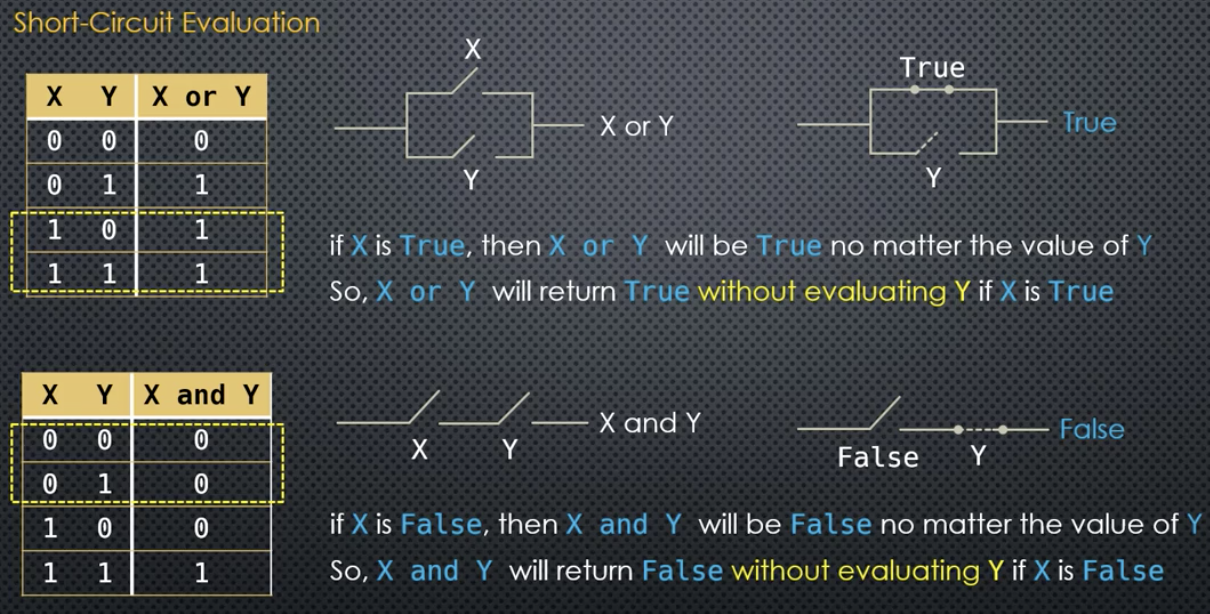 Short-Circuit Evaluation
X Y X or Y
0 0 0
0 1 1
1 0 1
1 1 1
X
Y
X or Y
True
Y
True
if X is True, then X or Y will be True no matter the value of Y
So, X or Y will return True without evaluating Y if X is True
X Y X and Y
0 0 0
0 1 0
1 0 0
1 1 1
X Y
X and Y
False Y
False
if X is False, then X and Y will be False no matter the value of Y
So, X and Y will return False without evaluating Y if X is False